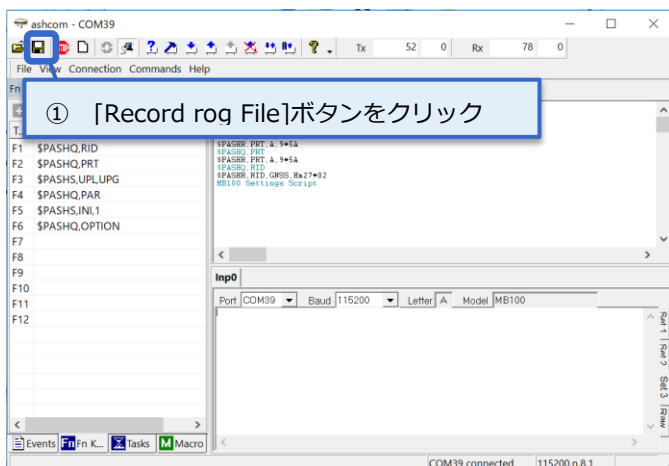 ashcom - COM39
Tx 52 0 Rx 78 0
File View Connection Commands Help
Fn
① ｢Record rog File｣ボタンをクリック
T..
F1 $PASHQ,RID
F2 $PASHQ,PRT
F3 $PASHS,UPL,UPG
F4 $PASHQ,PAR
F5 $PASHS,INI,1
F6 $PASHQ,OPTION
F7
F8
F9
F10
F11
F12
$PASHR,PRT,A,9*5A
$PASHQ,PRT
$PASHR,PRT,A,9*5A
$PASHQ,RID
$PASHR,RID,GNSS,Hx27*02
MB100 Settings Script
Inp0
Port COM39 Baud 115200 Letter A Model MB100
Set 1
Set 2
Set 3
Raw
Events Fn Fn K... Tasks M Macro
COM39 connected 115200,n,8,1